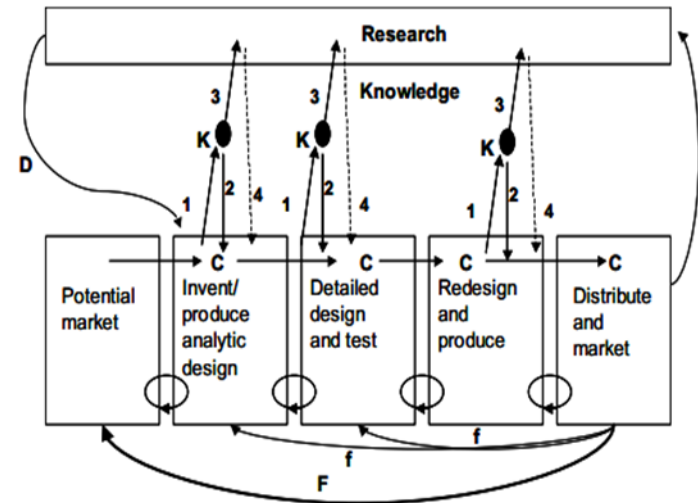 Research
Knowledge
3 3 3
K K K
D
2 2 2
1 4 1 4 1 4
C C C C
Potential
market
Invent/
produce
analytic
design
Detailed
design
and test
Redesign
and
produce
Distribute
and
market
f
f
F